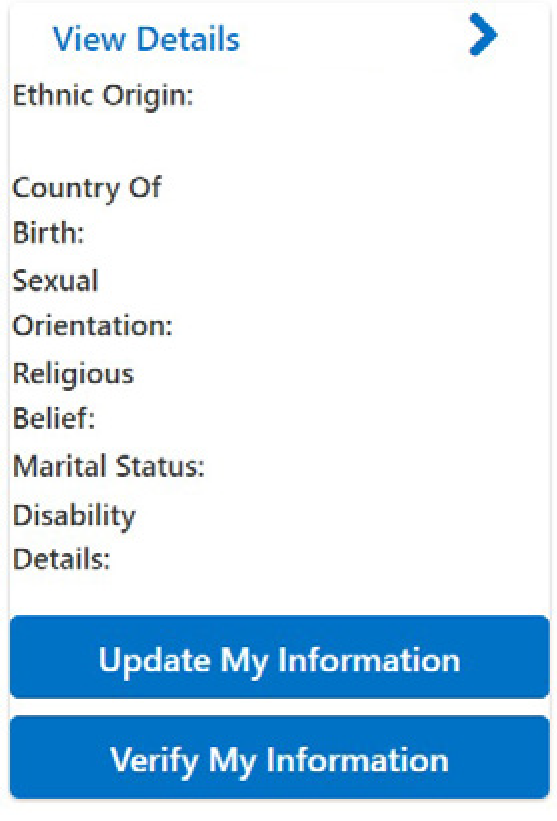 View Details
Ethnic Origin:
Country Of
Birth:
Sexual
Orientation:
Religious
Belief:
Marital Status:
Disability
Details:
Update My Information
Verify My Information